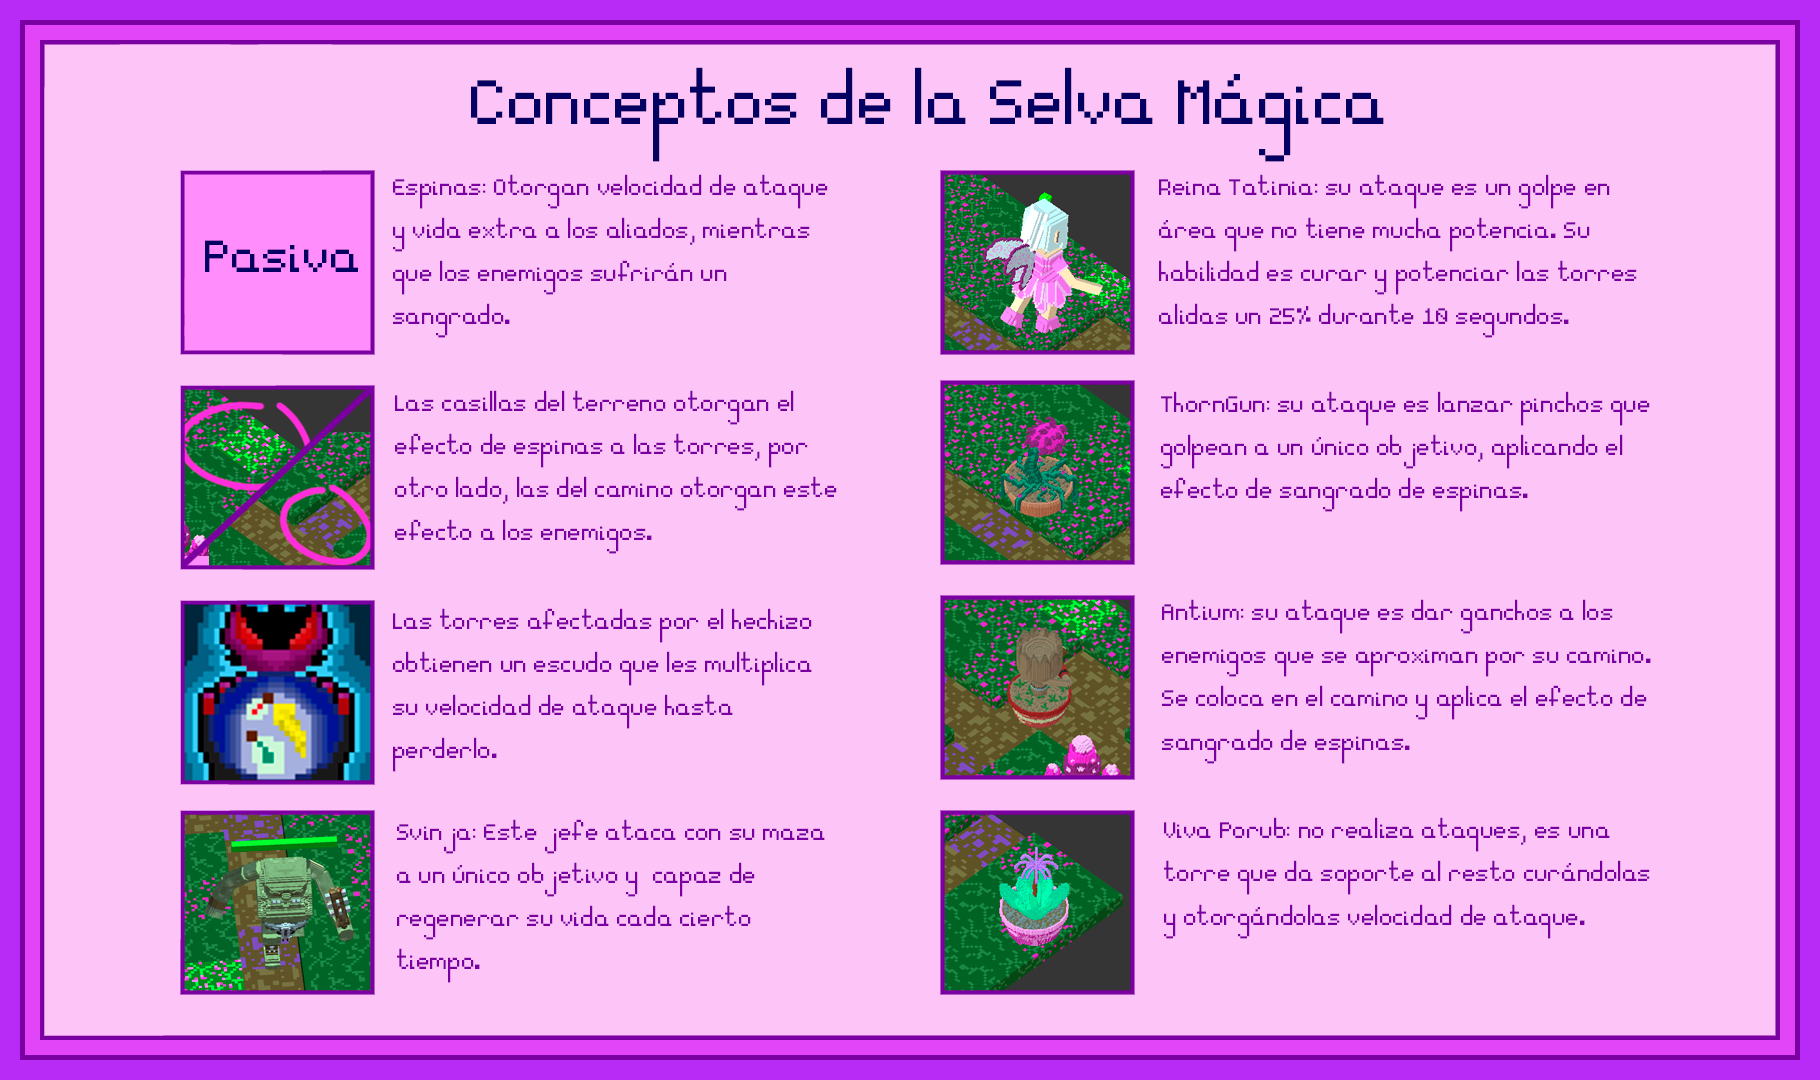 Conceptos de la Selva Mágica
Pasiva
Espinas: Otorgan velocidad de ataque
y vida extra a los aliados, mientras
que los enemigos sufrirán un
sangrado.
Las casillas del terreno otorgan el
efecto de espinas a las torres, por
otro lado, las del camino otorgan este
efecto a los enemigos.
Las torres afectadas por el hechizo
obtienen un escudo que les multiplica
su velocidad de ataque hasta
perderlo.
Svinja: Este jefe ataca con su maza
a un único objetivo y capaz de
regenerar su vida cada cierto
tiempo.
Reina Tatinia: su ataque es un golpe en
área que no tiene mucha potencia. Su
habilidad es curar y potenciar las torres
alidas un 25% durante 10 segundos.
ThornGun: su ataque es lanzar pinchos que
golpean a un único objetivo, aplicando el
efecto de sangrado de espinas.
Antium: su ataque es dar ganchos a los
enemigos que se aproximan por su camino.
Se coloca en el camino y aplica el efecto de
sangrado de espinas.
Viva Porub: no realiza ataques, es una
torre que da soporte al resto curándolas
y otorgándolas velocidad de ataque.